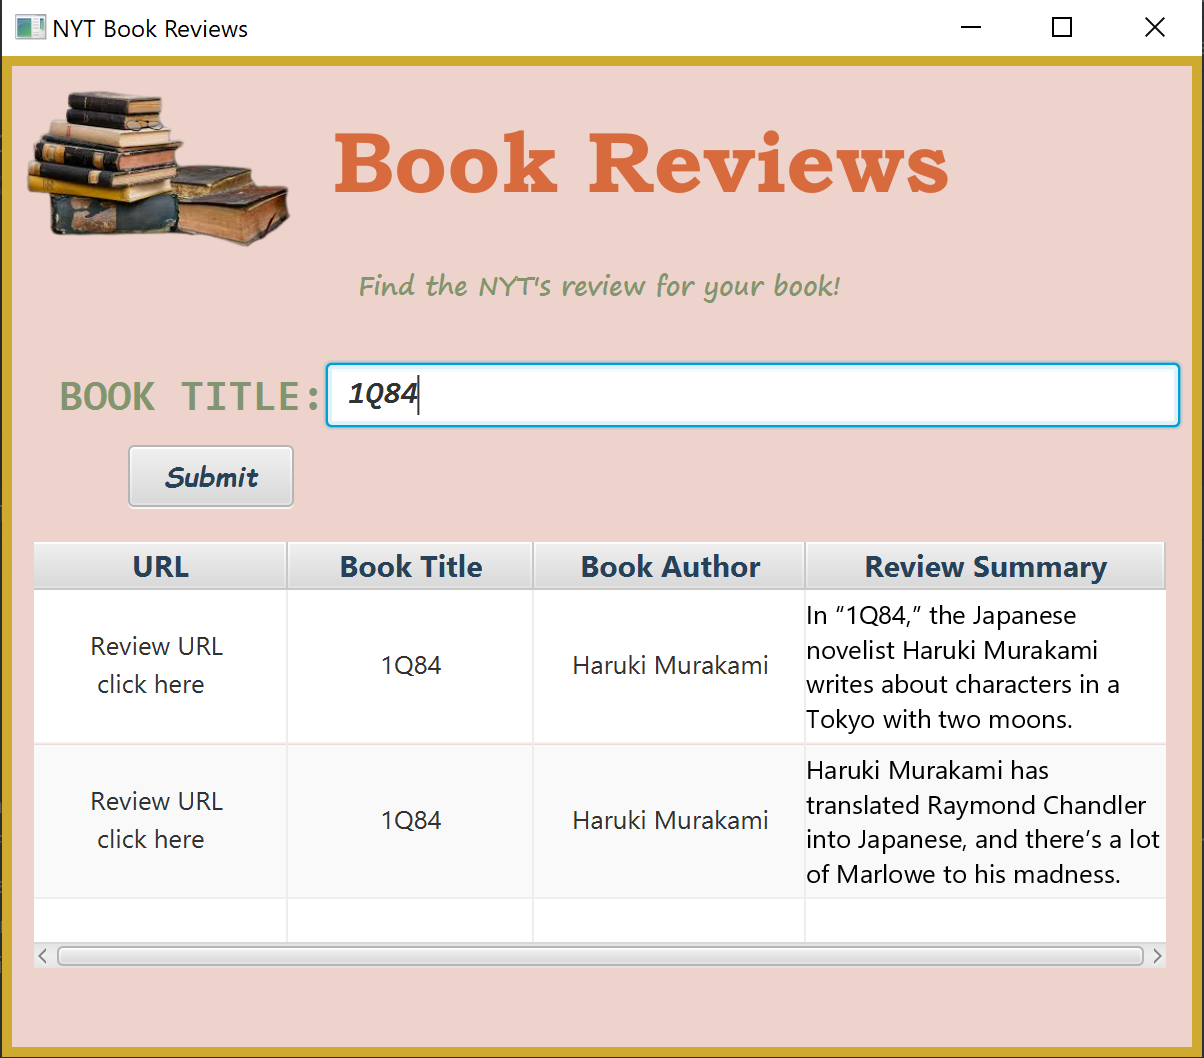 NYT Book Reviews
Book Reviews
Find the NYT's review for your book!
BOOK TITLE: 1Q84
Submit
URL Book Title Book Author Review Summary
Review URL
click here
1Q84
Haruki Murakami
In “1Q84,” the Japanese
novelist Haruki Murakami
writes about characters in a
Tokyo with two moons.
Review URL
click here
1Q84
Haruki Murakami
Haruki Murakami has
translated Raymond Chandler
into Japanese, and there’s a lot
of Marlowe to his madness.